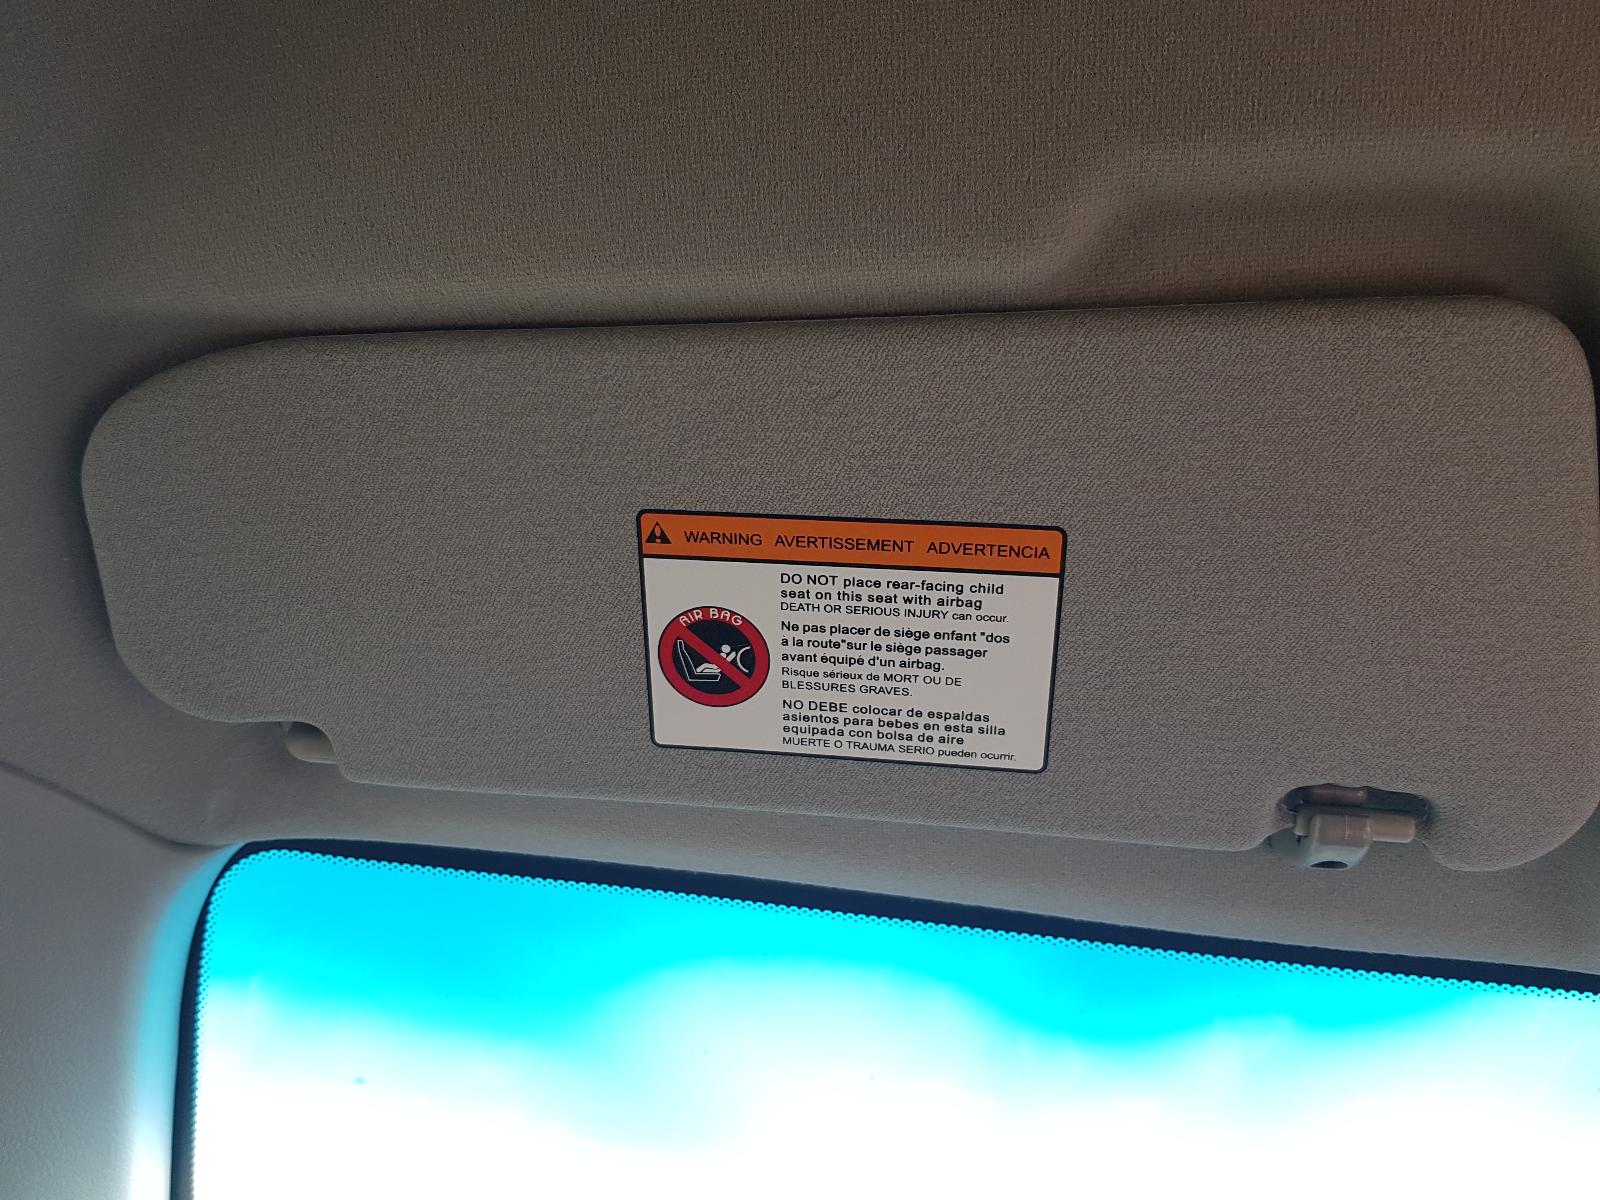 WARNING AVERTISSEMENT ADVERTENCIA
AIR BAG
DO NOT place rear-facing child
seat on this seat with airbag
DEATH OR SERIOUS INJURY can occur.
Ne pas placer de siège enfant "dos
à la route"sur le siège passager
avant équipé d'un airbag.
Risque sérieux de MORT OU DE
BLESSURES GRAVES.
NO DEBE colocar de espaldas
asientos para bebes en esta silla
equipada con bolsa de aire
MUERTE O TRAUMA SERIO pueden ocurrir.